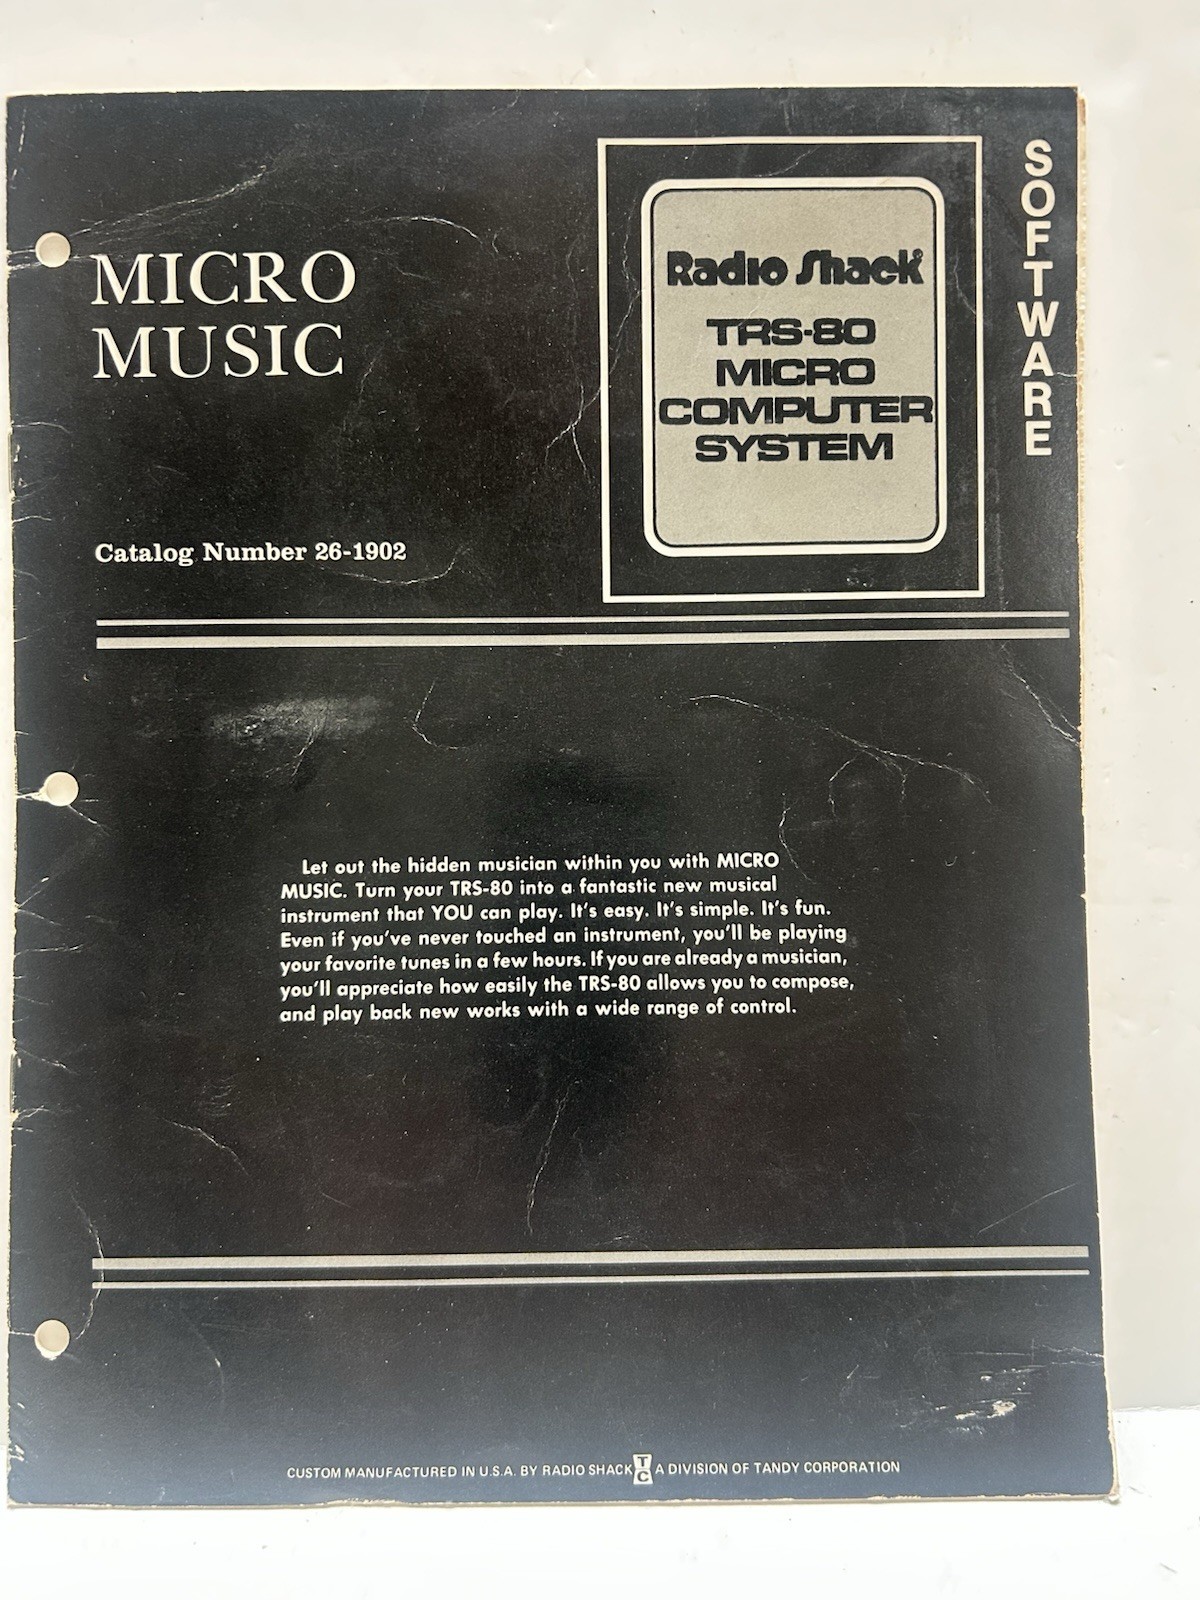 MICRO
MUSIC
Catalog Number 26-1902
Radio Shack®
TRS-80
MICRO
COMPUTER
SYSTEM
SOFTWARE
Let out the hidden musician within you with MICRO
MUSIC. Turn your TRS-80 into a fantastic new musical
instrument that YOU can play. It's easy. It's simple. It's fun.
Even if you've never touched an instrument, you'll be playing
your favorite tunes in a few hours. If you are already a musician,
you'll appreciate how easily the TRS-80 allows you to compose,
and play back new works with a wide range of control.
CUSTOM MANUFACTURED IN U.S.A. BY RADIO SHACK TC A DIVISION OF TANDY CORPORATION